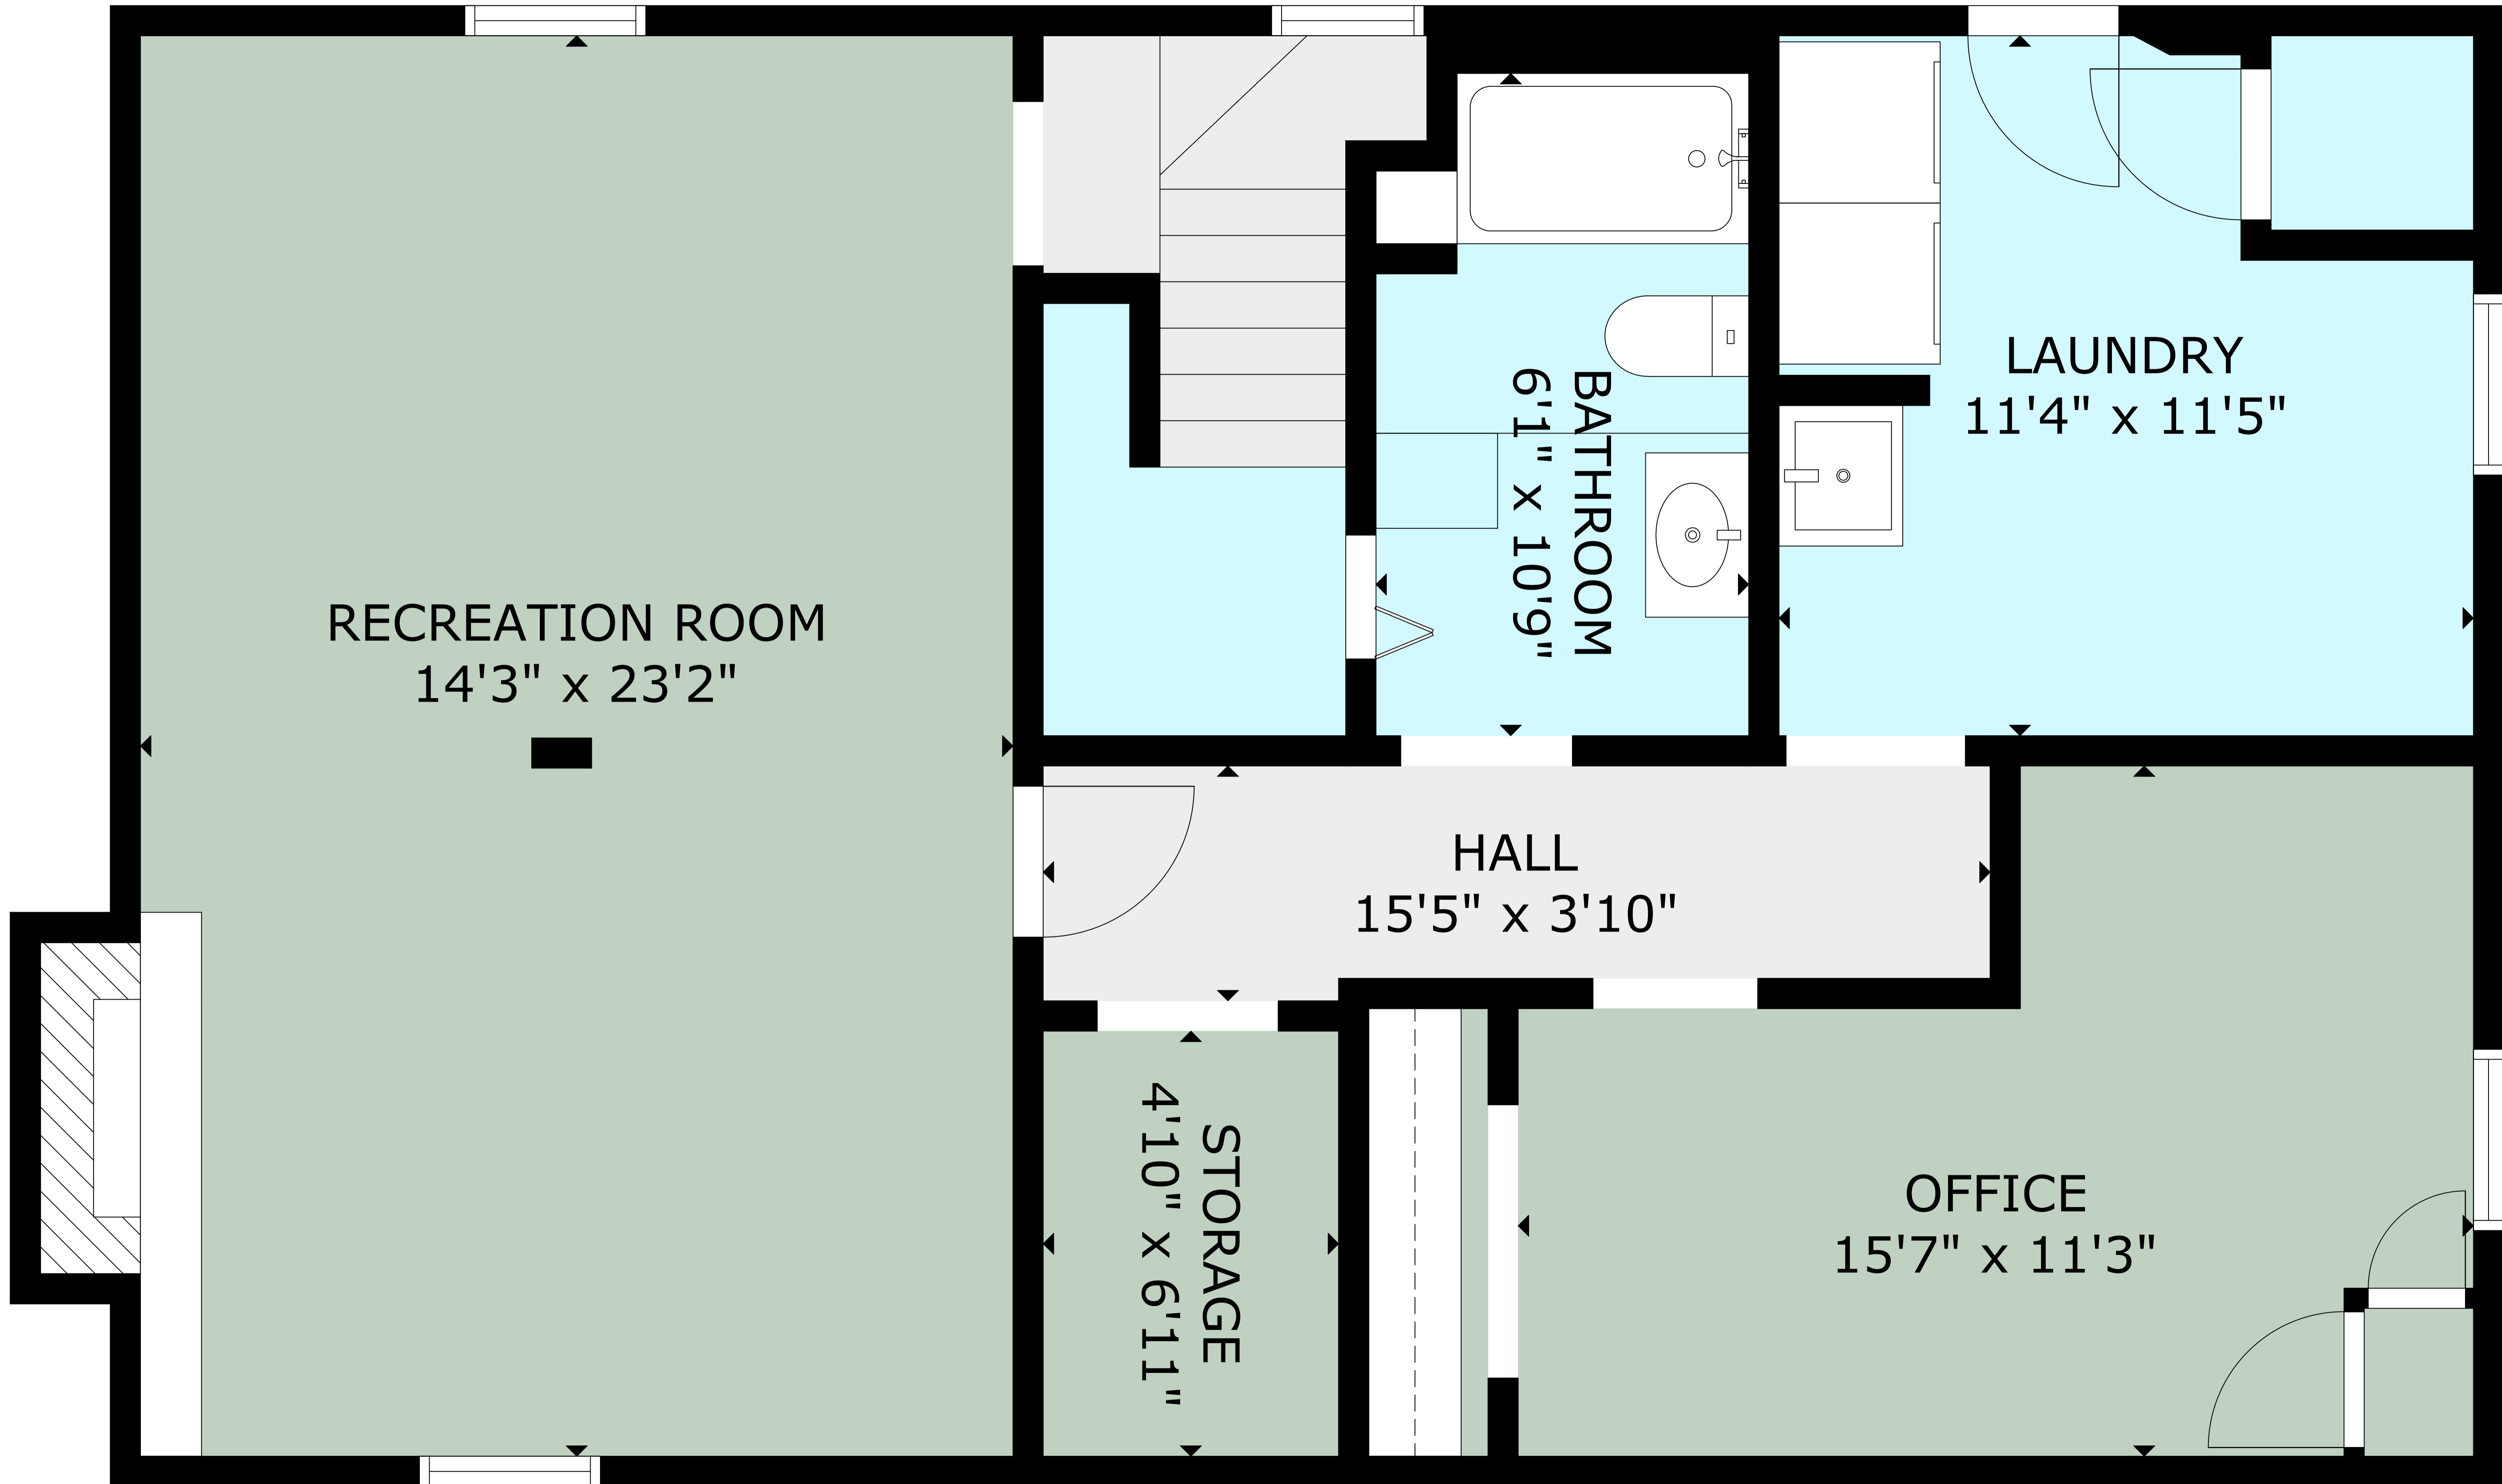 RECREATION ROOM
14'3" x 23'2"
BATHROOM
6'1" x 10'9"
LAUNDRY
11'4" x 11'5"
HALL
15'5" x 3'10"
STORAGE
4'10" x 6'11"
OFFICE
15'7" x 11'3"